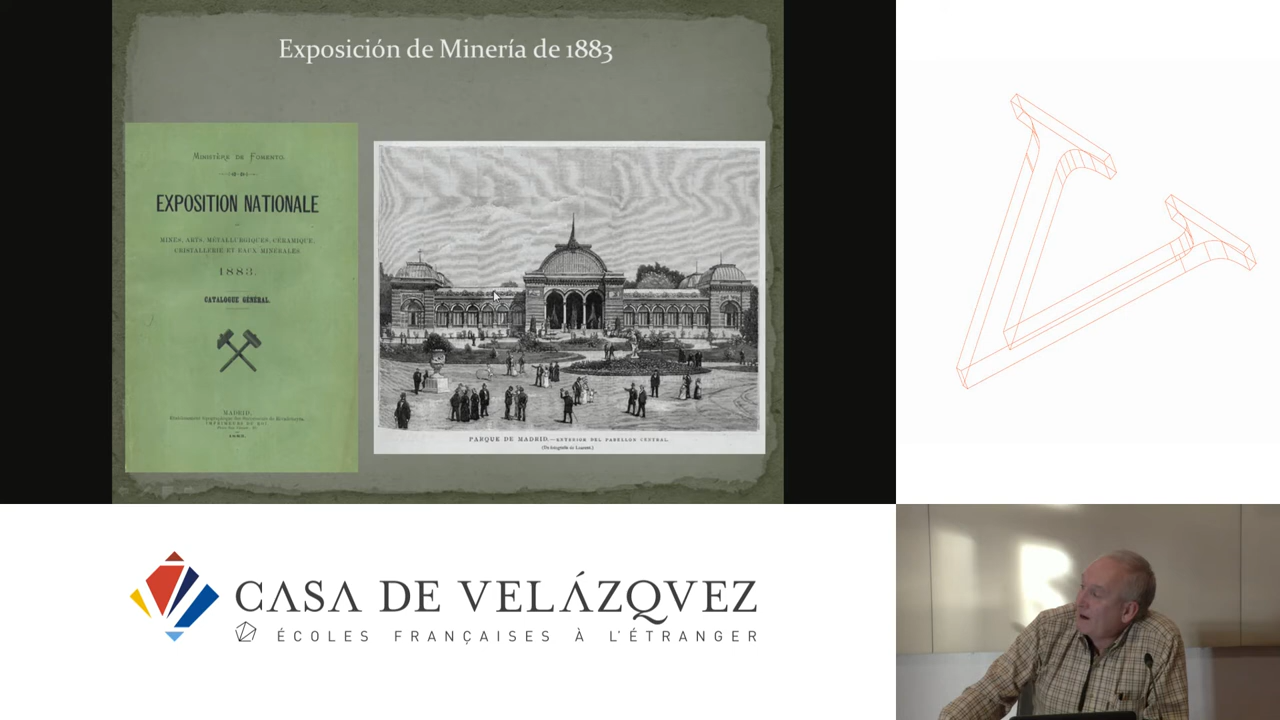 Exposición de Minería de 1883
MINISTÈRE DE FOMENTO.
EXPOSITION NATIONALE
MINES, ARTS, MÉTALLURGIQUES, CÉRAMIQUE,
CRISTALLERIE ET EAUX MINÉRALES
1883.
CATALOGUE GÉNÉRAL.
MADRID,
1883.
PARQUE DE MADRID.—EXTERIOR DEL PABELLON CENTRAL.
CASA DE VELÁZQVEZ
ÉCOLES FRANÇAISES À L'ÉTRANGER